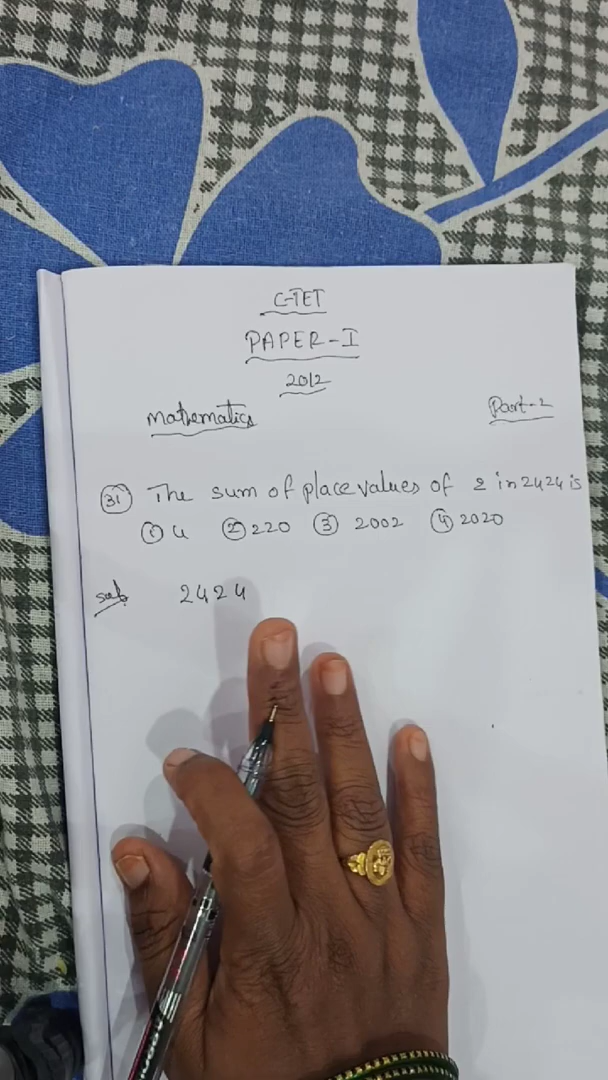 C-TET
PAPER-I
2012
Mathematics Part-2
31 The sum of place values of 2 in 2424 is
① 4 ② 220 ③ 2002 ④ 2020
2424